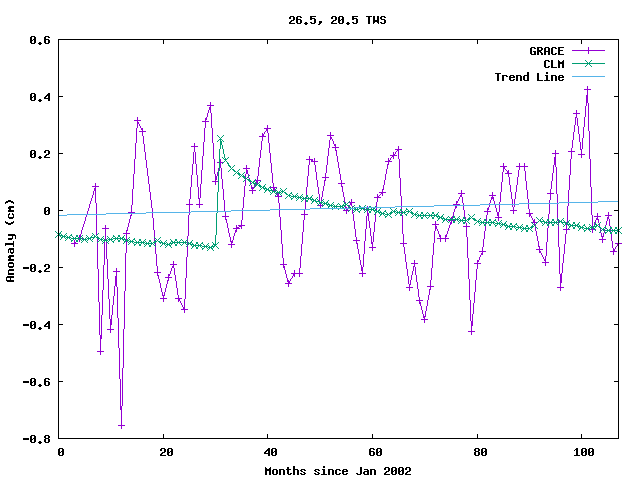 26.5, 20.5 TWS
GRACE
CLM
Trend Line
0.6
0.4
0.2
0
-0.2
-0.4
-0.6
-0.8
Anomaly (cm)
0 20 40 60 80 100
Months since Jan 2002